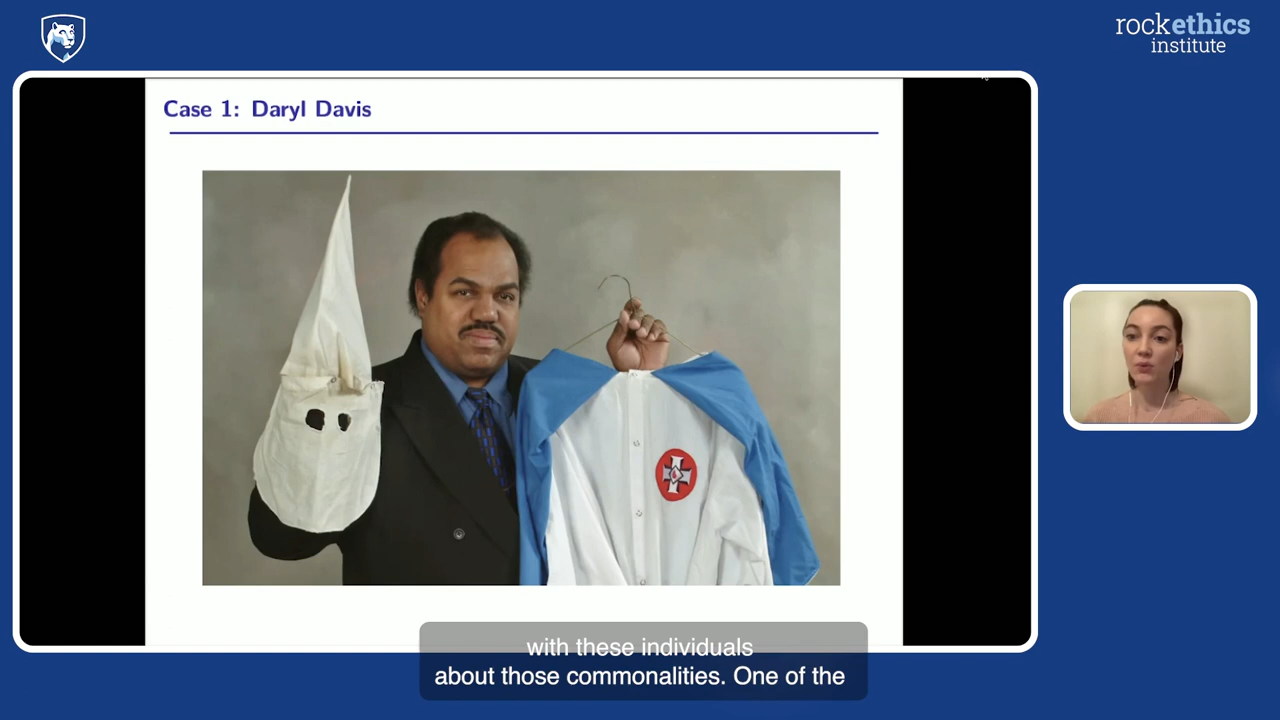 rockethics
institute
Case 1: Daryl Davis
with these individuals
about those commonalities. One of the